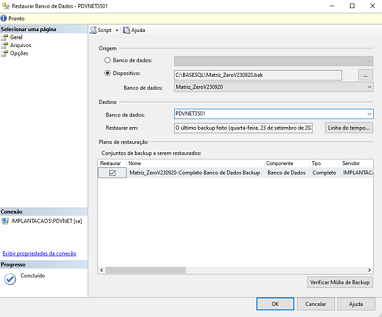 Restaurar Banco de Dados - PDVNET3501
Pronto
Selecionar uma página
Geral
Arquivos
Opções
Script
Ajuda
Origem
Banco de dados:
Dispositivo:
C:\BASESQL\Matriz_ZeroV230920.bak
...
Banco de dados:
Matriz_ZeroV230920
Destino
Banco de dados:
PDVNET3501
Restaurar em:
O último backup feito (quarta-feira, 23 de setembro de 20
Linha do tempo...
Plano de restauração
Conjuntos de backup a serem restaurados:
Restaurar Nome Componente Tipo Servidor
Matriz_ZeroV230920-Completo Banco de Dados Backup Banco de Dados Completo IMPLANTAC
Conexão
IMPLANTACAO5\PDVNET [sa]
Exibir propriedades da conexão
Progresso
Concluído
Verificar Mídia de Backup
OK
Cancelar
Ajuda